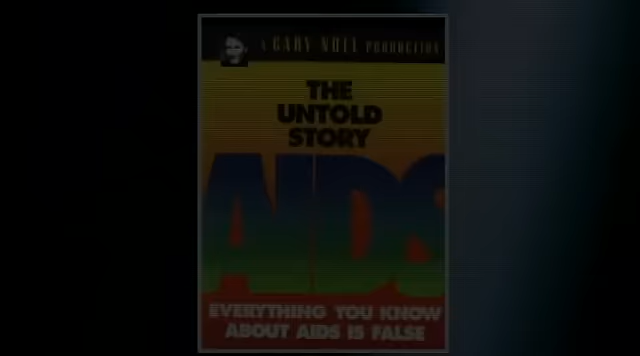 A GARY NULL PRODUCTION
THE
UNTOLD
STORY
AIDS
EVERYTHING YOU KNOW
ABOUT AIDS IS FALSE